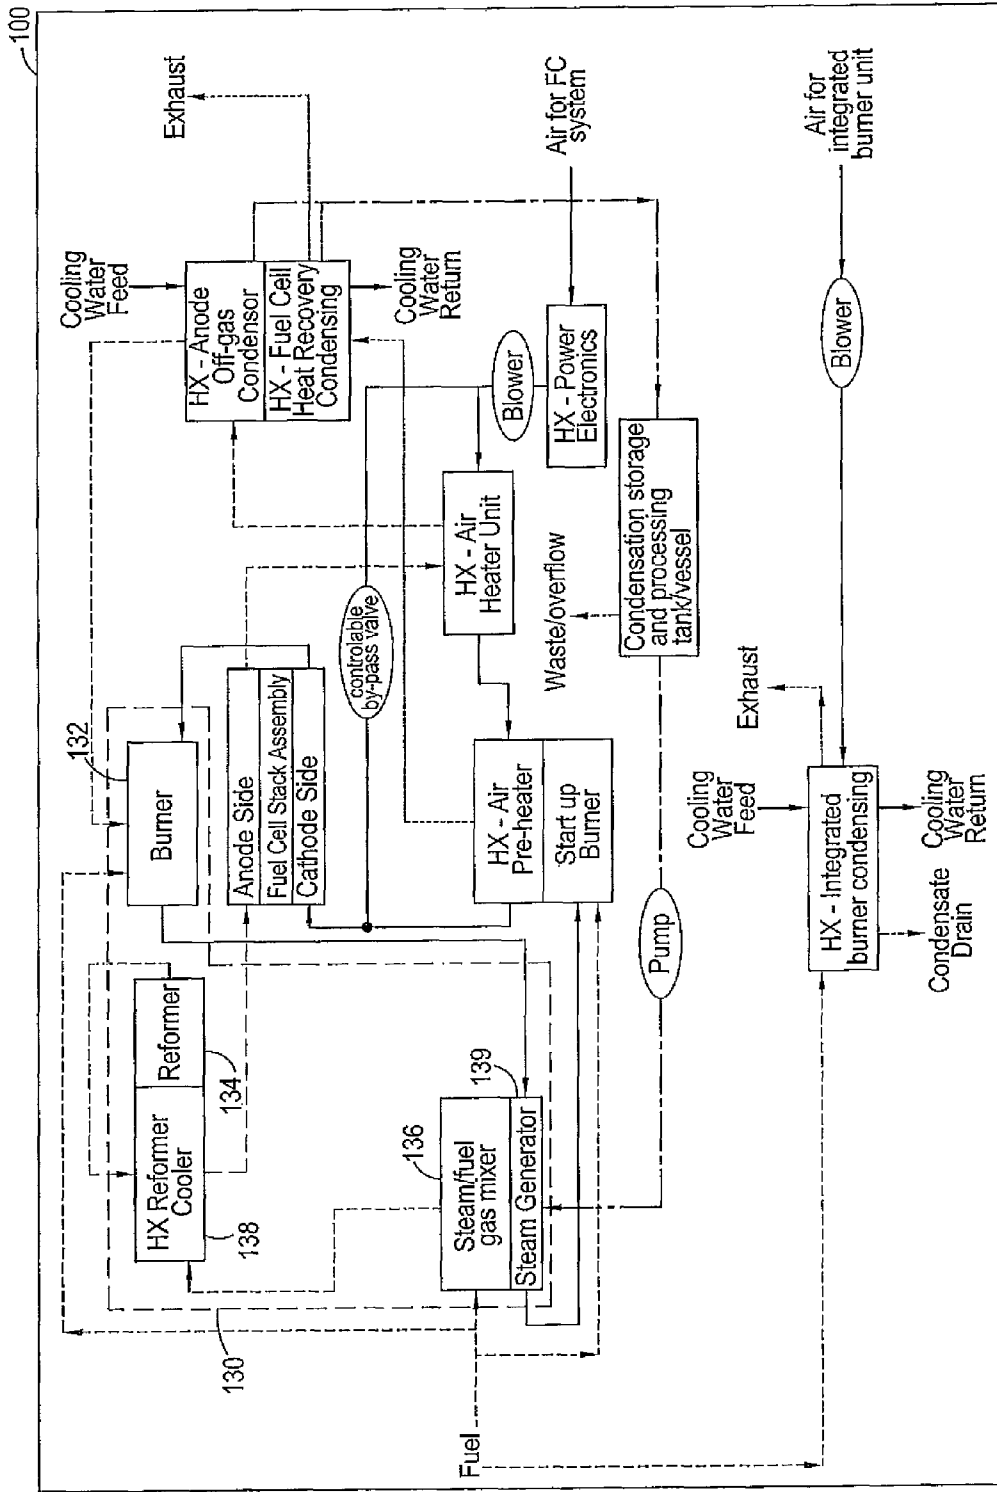 100
Cooling
Water
Feed
Exhaust
HX - Anode
Off-gas
Condensor
HX - Fuel Cell
Heat Recovery
Condensing
Cooling
Water
Return
Air for FC
system
Blower
HX - Power
Electronics
HX - Air
Heater Unit
controllable
by-pass valve
132
Burner
Anode Side
Fuel Cell Stack Assembly
Cathode Side
HX - Air
Pre-heater
Start up
Burner
Reformer
134
HX Reformer
Cooler
138
136
139
Steam/fuel
gas mixer
Steam Generator
130
Fuel
Waste/overflow
Condensation storage
and processing
tank/vessel
Pump
Air for
integrated
burner unit
Blower
Exhaust
Cooling
Water
Feed
HX - Integrated
burner condensing
Cooling
Water
Return
Condensate
Drain